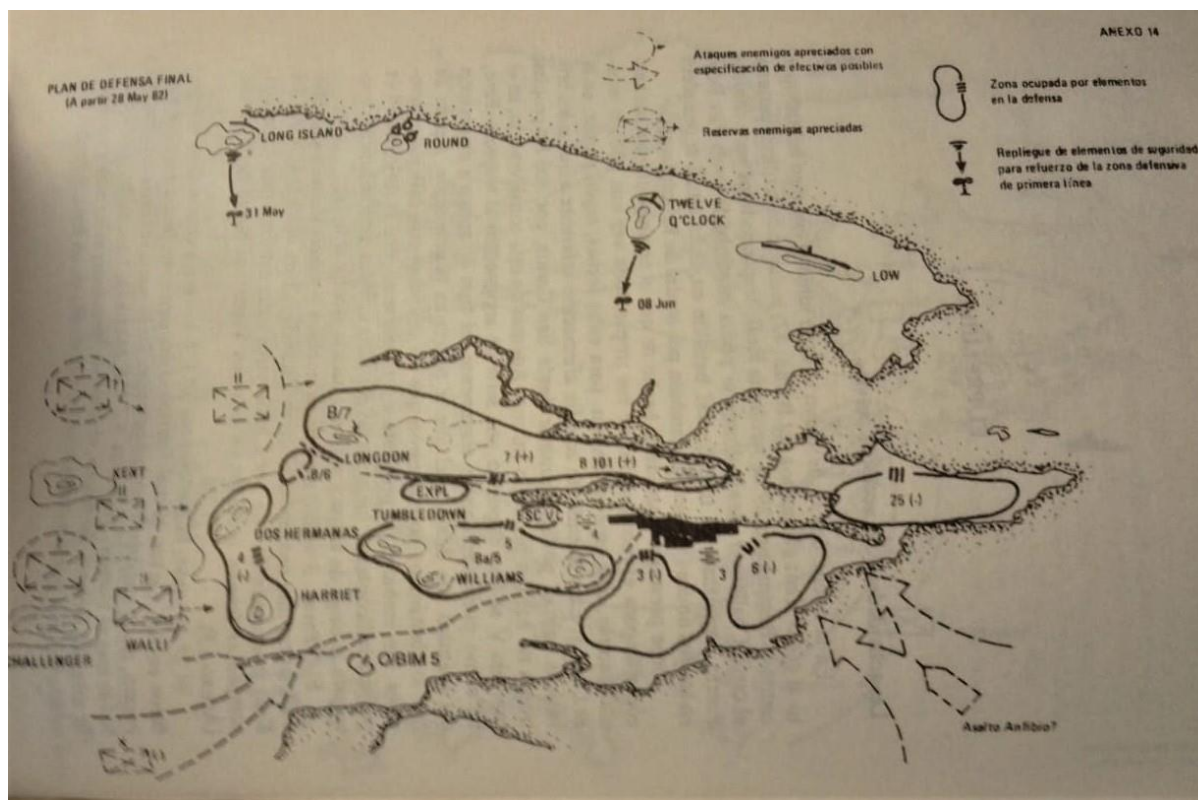 ANEXO 14
PLAN DE DEFENSA FINAL
(A partir 28 May 82)
Ataques enemigos apreciados con
especificación de efectivos posibles
Reservas enemigas apreciadas
Zona ocupada por elementos
en la defensa
Repliegue de elementos de suguridad
para refuerzo de la zona defensiva
de primera línea
LONG ISLAND
ROUND
31 May
TWELVE
O'CLOCK
LOW
08 Jun
B/7
LONGDON
7 (+)
B 101 (+)
B/6
KENT
EXPL
25 (-)
TUMBLEDOWN
ESC VC
DOS HERMANAS
5
4
4
(-)
Ba/5
WILLIAMS
3 (-)
3
6 (-)
HARRIET
WALL
CHALLENGER
O/BIM 5
Asalto Anfibio?